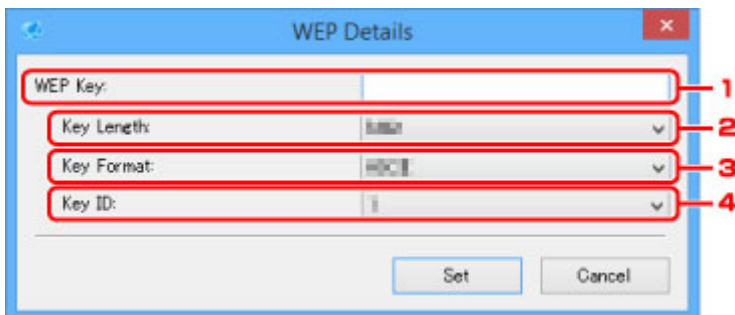 WEP Details
WEP Key: 1
Key Length: 2
Key Format: 3
Key ID: 4
Set Cancel